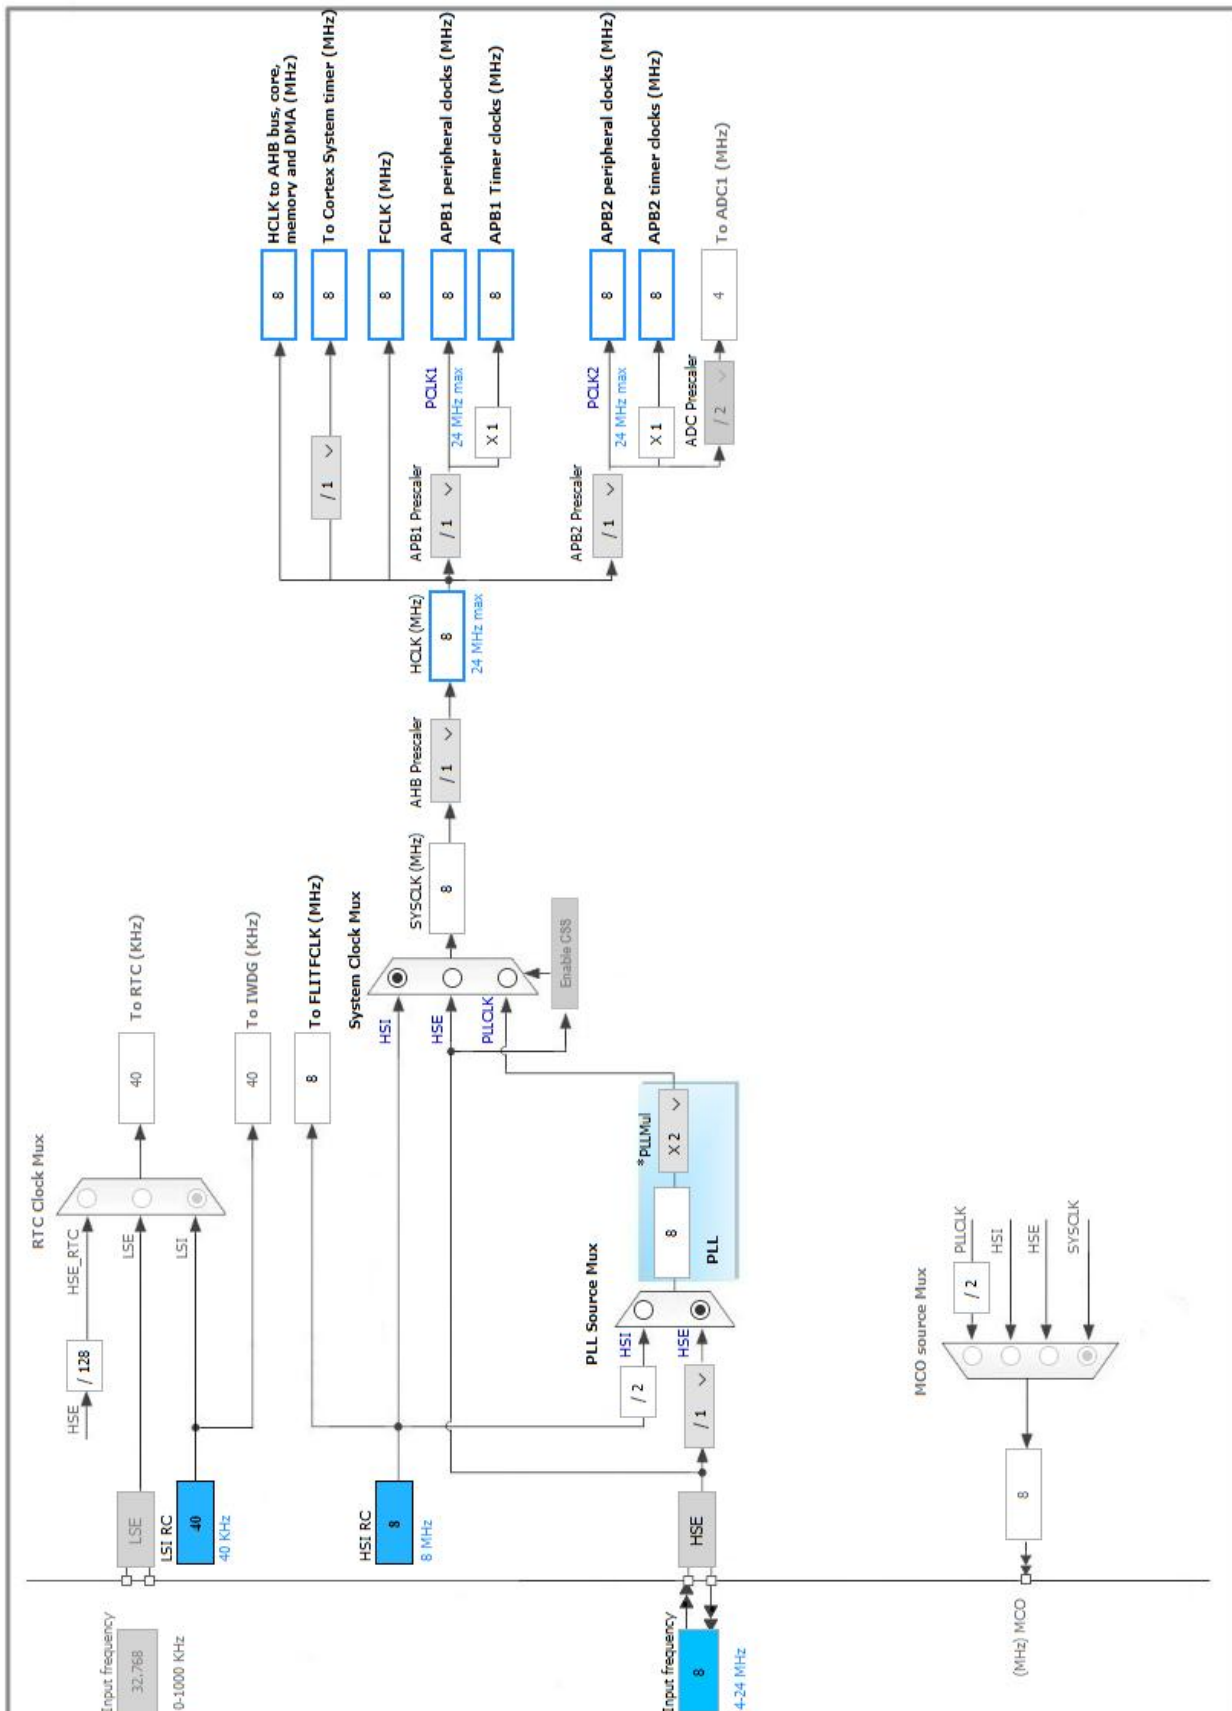 RTC Clock Mux
HSE
/ 128
HSE_RTC
LSE
LSI
40
To RTC (KHz)
Input frequency
32.768
0-1000 KHz
LSE
LSI RC
40
40 KHz
40
To IWDG (KHz)
HSI RC
8
8 MHz
8
To FLITFCLK (MHz)
System Clock Mux
HSI
HSE
PLLCLK
Enable CSS
SYSCLK (MHz)
8
AHB Prescaler
/ 1
HCLK (MHz)
8
24 MHz max
/ 1
8
HCLK to AHB bus, core,
memory and DMA (MHz)
8
To Cortex System timer (MHz)
8
FCLK (MHz)
APB1 Prescaler
/ 1
PCLK1
24 MHz max
8
APB1 peripheral clocks (MHz)
X 1
8
APB1 Timer clocks (MHz)
APB2 Prescaler
/ 1
PCLK2
24 MHz max
8
APB2 peripheral clocks (MHz)
X 1
8
APB2 timer clocks (MHz)
ADC Prescaler
/ 2
4
To ADC1 (MHz)
PLL Source Mux
/ 2
HSI
HSE
/ 1
8
*PLLMul
X 2
PLL
Input frequency
8
4-24 MHz
HSE
MCO source Mux
PLLCLK
/ 2
HSI
HSE
SYSCLK
8
(MHz) MCO